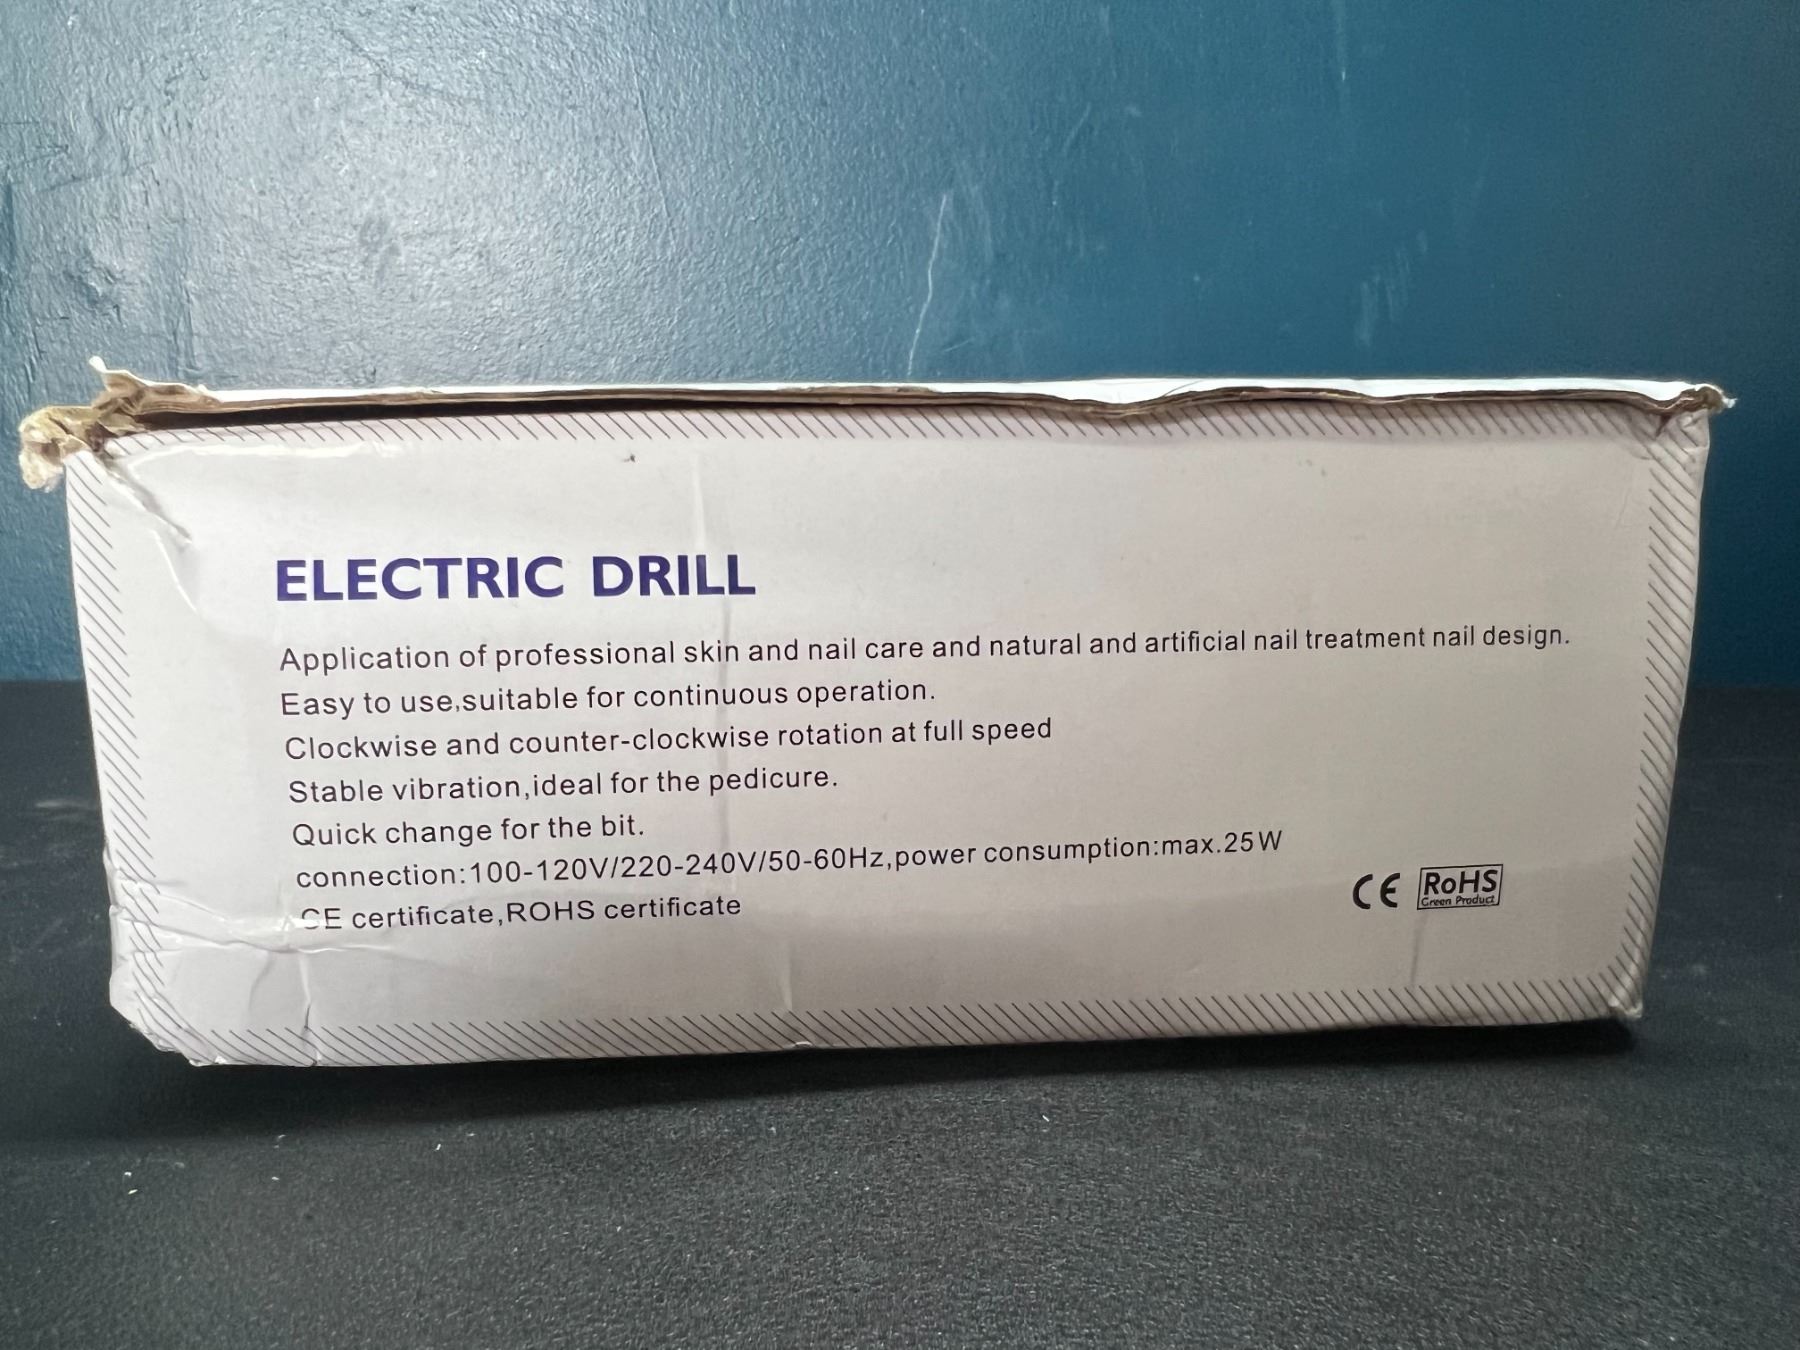 ELECTRIC DRILL
Application of professional skin and nail care and natural and artificial nail treatment nail design.
Easy to use,suitable for continuous operation.
Clockwise and counter-clockwise rotation at full speed
Stable vibration,ideal for the pedicure.
Quick change for the bit.
connection:100-120V/220-240V/50-60Hz,power consumption:max.25W
CE certificate,ROHS certificate
CE RoHS
Green Product